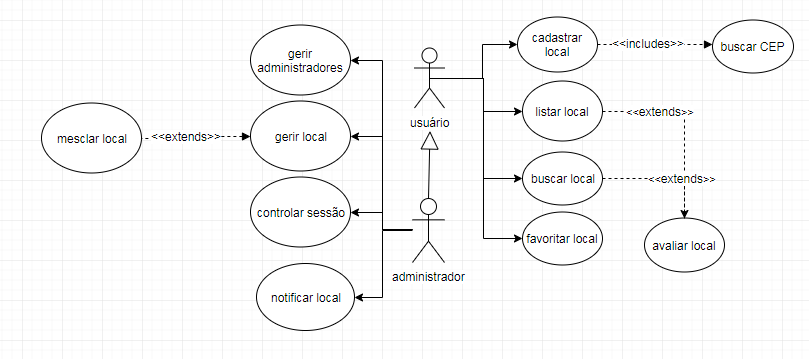 gerir
administradores
mesclar local
<<extends>>
gerir local
controlar sessão
notificar local
usuário
administrador
cadastrar
local
<<includes>>
buscar CEP
listar local
<<extends>>
buscar local
<<extends>>
favoritar local
avaliar local